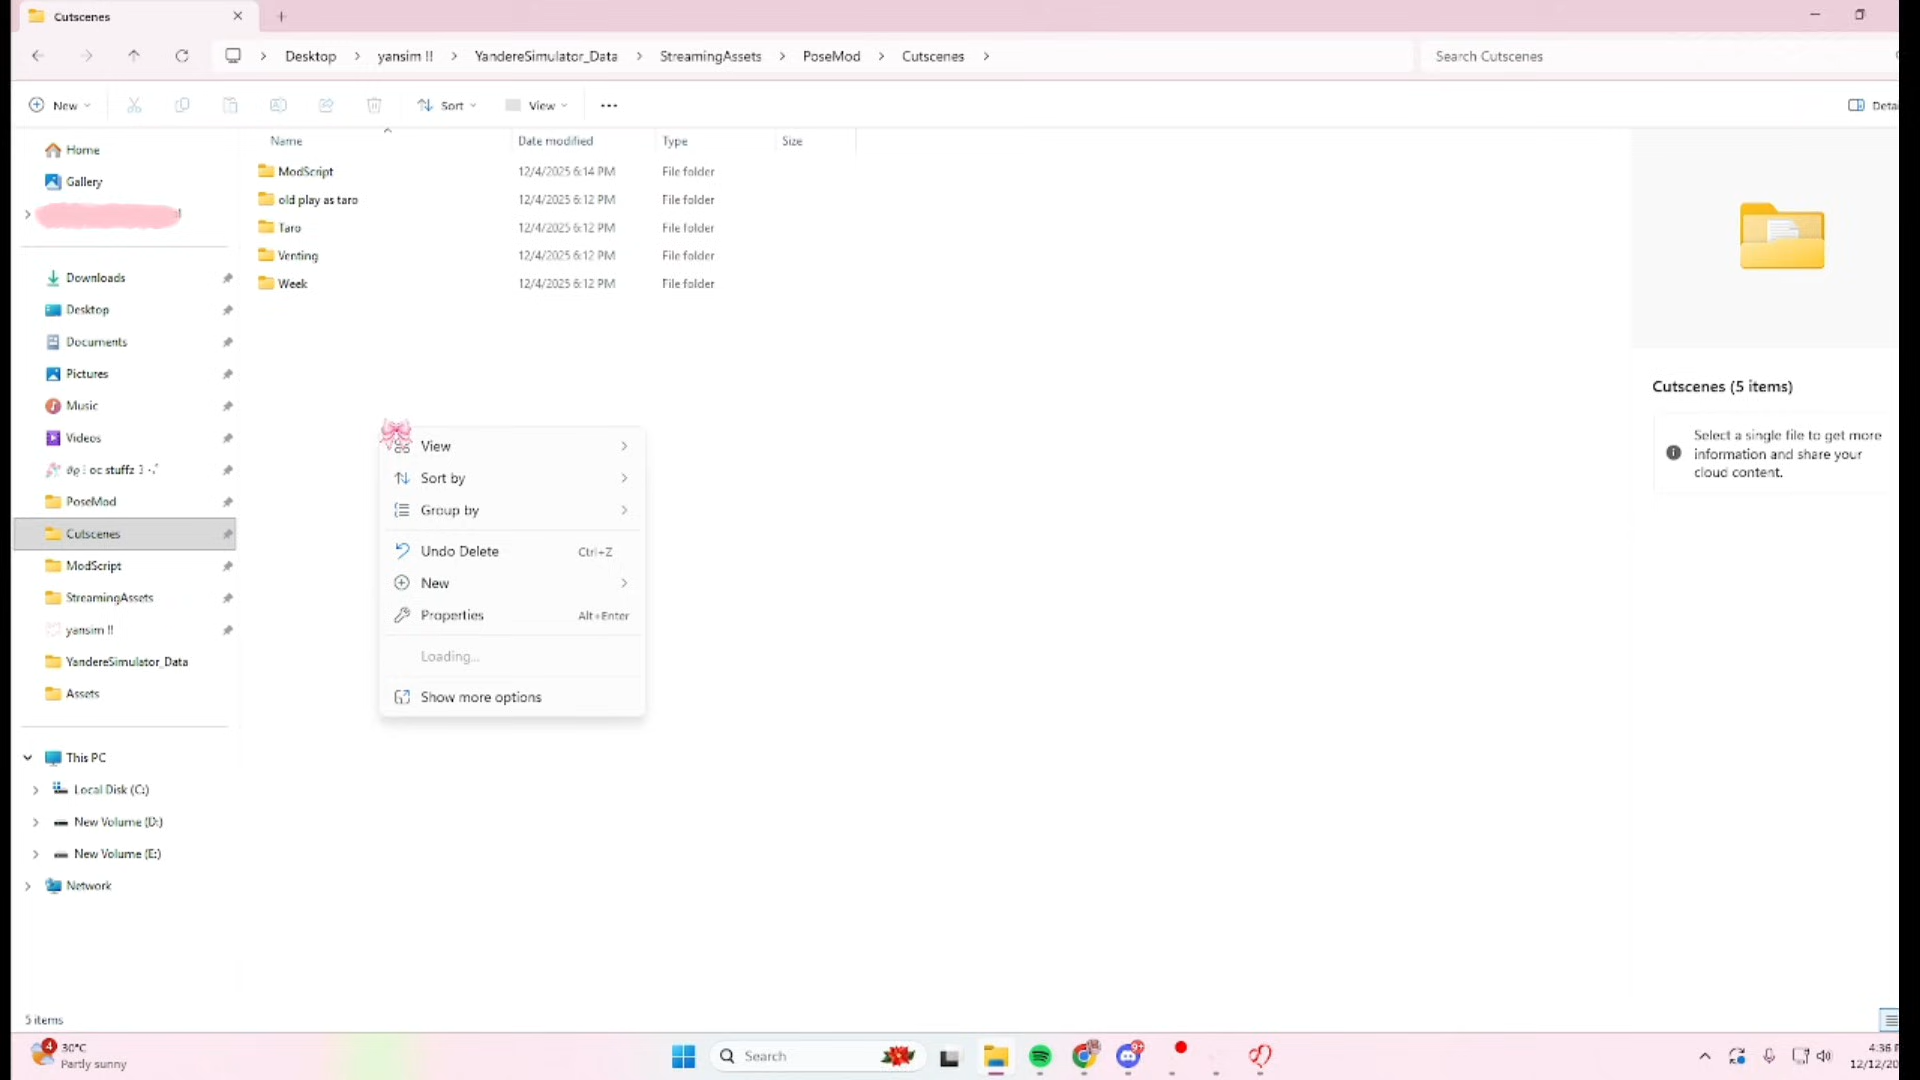 Cutscenes
Desktop > yansim !! > YandereSimulator_Data > StreamingAssets > PoseMod > Cutscenes >
Search Cutscenes
New
Sort
View
Name
Date modified
Type
Size
ModScript 12/4/2025 6:14 PM File folder
old play as taro 12/4/2025 6:12 PM File folder
Taro 12/4/2025 6:12 PM File folder
Venting 12/4/2025 6:12 PM File folder
Week 12/4/2025 6:12 PM File folder
Home
Gallery
Downloads
Desktop
Documents
Pictures
Music
Videos
oc stuffz
PoseMod
Cutscenes
ModScript
StreamingAssets
yansim !!
YandereSimulator_Data
Assets
This PC
Local Disk (C:)
New Volume (D:)
New Volume (E:)
Network
View
Sort by
Group by
Undo Delete Ctrl+Z
New
Properties Alt+Enter
Loading...
Show more options
Cutscenes (5 items)
Select a single file to get more
information and share your
cloud content.
5 items
4
30°C
Partly sunny
Search
9+
4:36